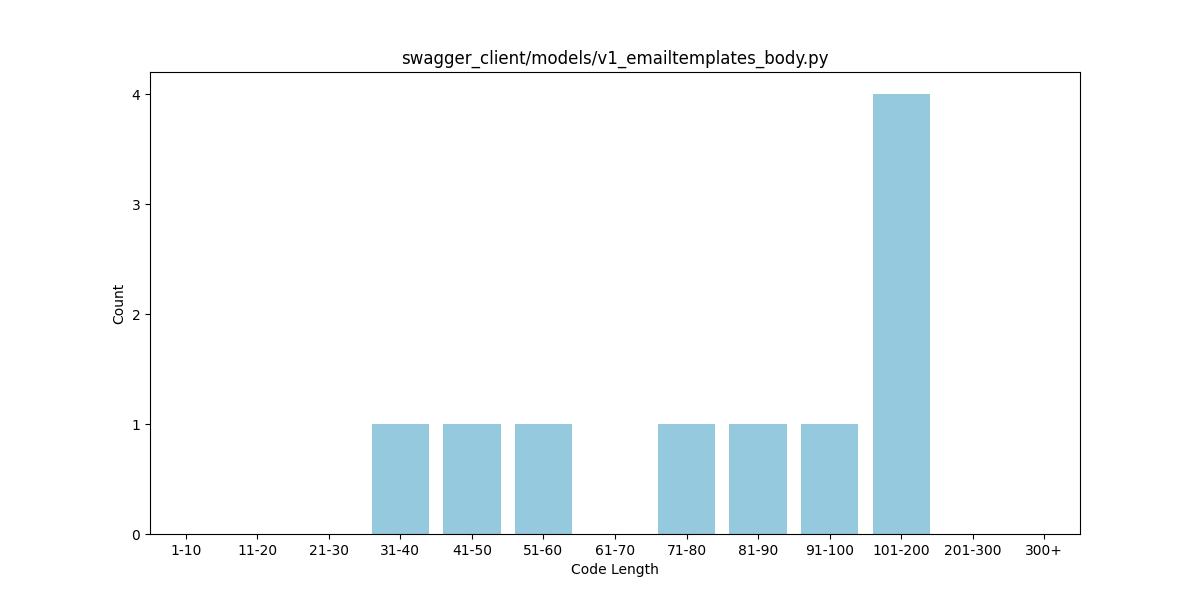 swagger_client/models/v1_emailtemplates_body.py
4
3
2
1
0
Count
1-10 11-20 21-30 31-40 41-50 51-60 61-70 71-80 81-90 91-100 101-200 201-300 300+
Code Length